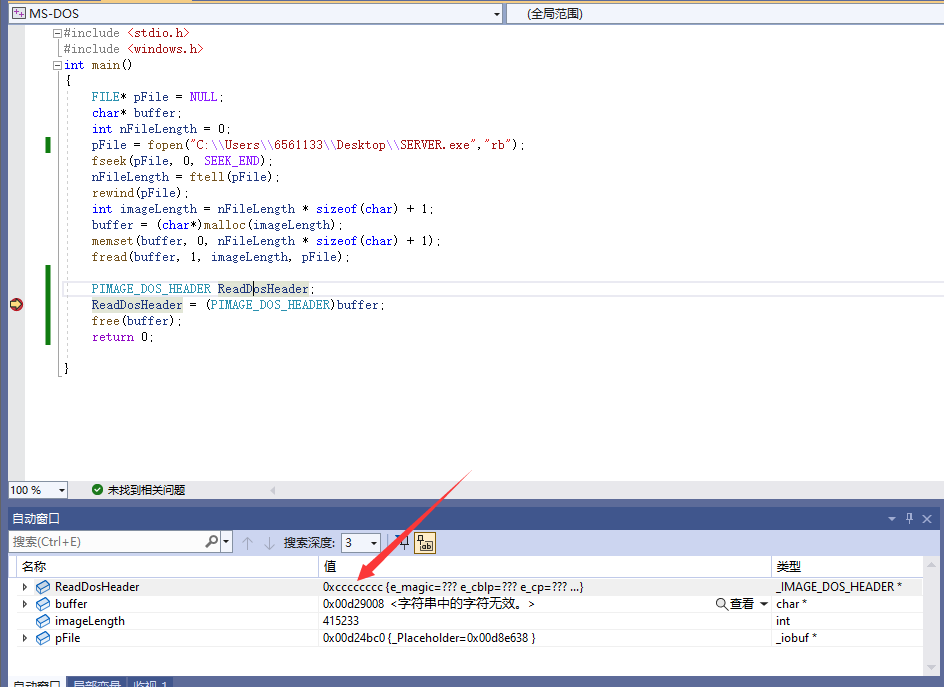 MS-DOS
(全局范围)
#include <stdio.h>
#include <windows.h>
int main()
{
FILE* pFile = NULL;
char* buffer;
int nFileLength = 0;
pFile = fopen("C:\\Users\\6561133\\Desktop\\SERVER.exe","rb");
fseek(pFile, 0, SEEK_END);
nFileLength = ftell(pFile);
rewind(pFile);
int imageLength = nFileLength * sizeof(char) + 1;
buffer = (char*)malloc(imageLength);
memset(buffer, 0, nFileLength * sizeof(char) + 1);
fread(buffer, 1, imageLength, pFile);
PIMAGE_DOS_HEADER ReadDosHeader;
ReadDosHeader = (PIMAGE_DOS_HEADER)buffer;
free(buffer);
return 0;
}
100 %
未找到相关问题
自动窗口
搜索(Ctrl+E)
搜索深度: 3
名称 值 类型
ReadDosHeader 0xcccccccc {e_magic=??? e_cblp=??? e_cp=??? ...} _IMAGE_DOS_HEADER *
buffer 0x00d29008 <字符串中的字符无效。> 查看 char *
imageLength 415233 int
pFile 0x00d24bc0 {_Placeholder=0x00d8e638 } _iobuf *
自动窗口 局部变量 监视 1